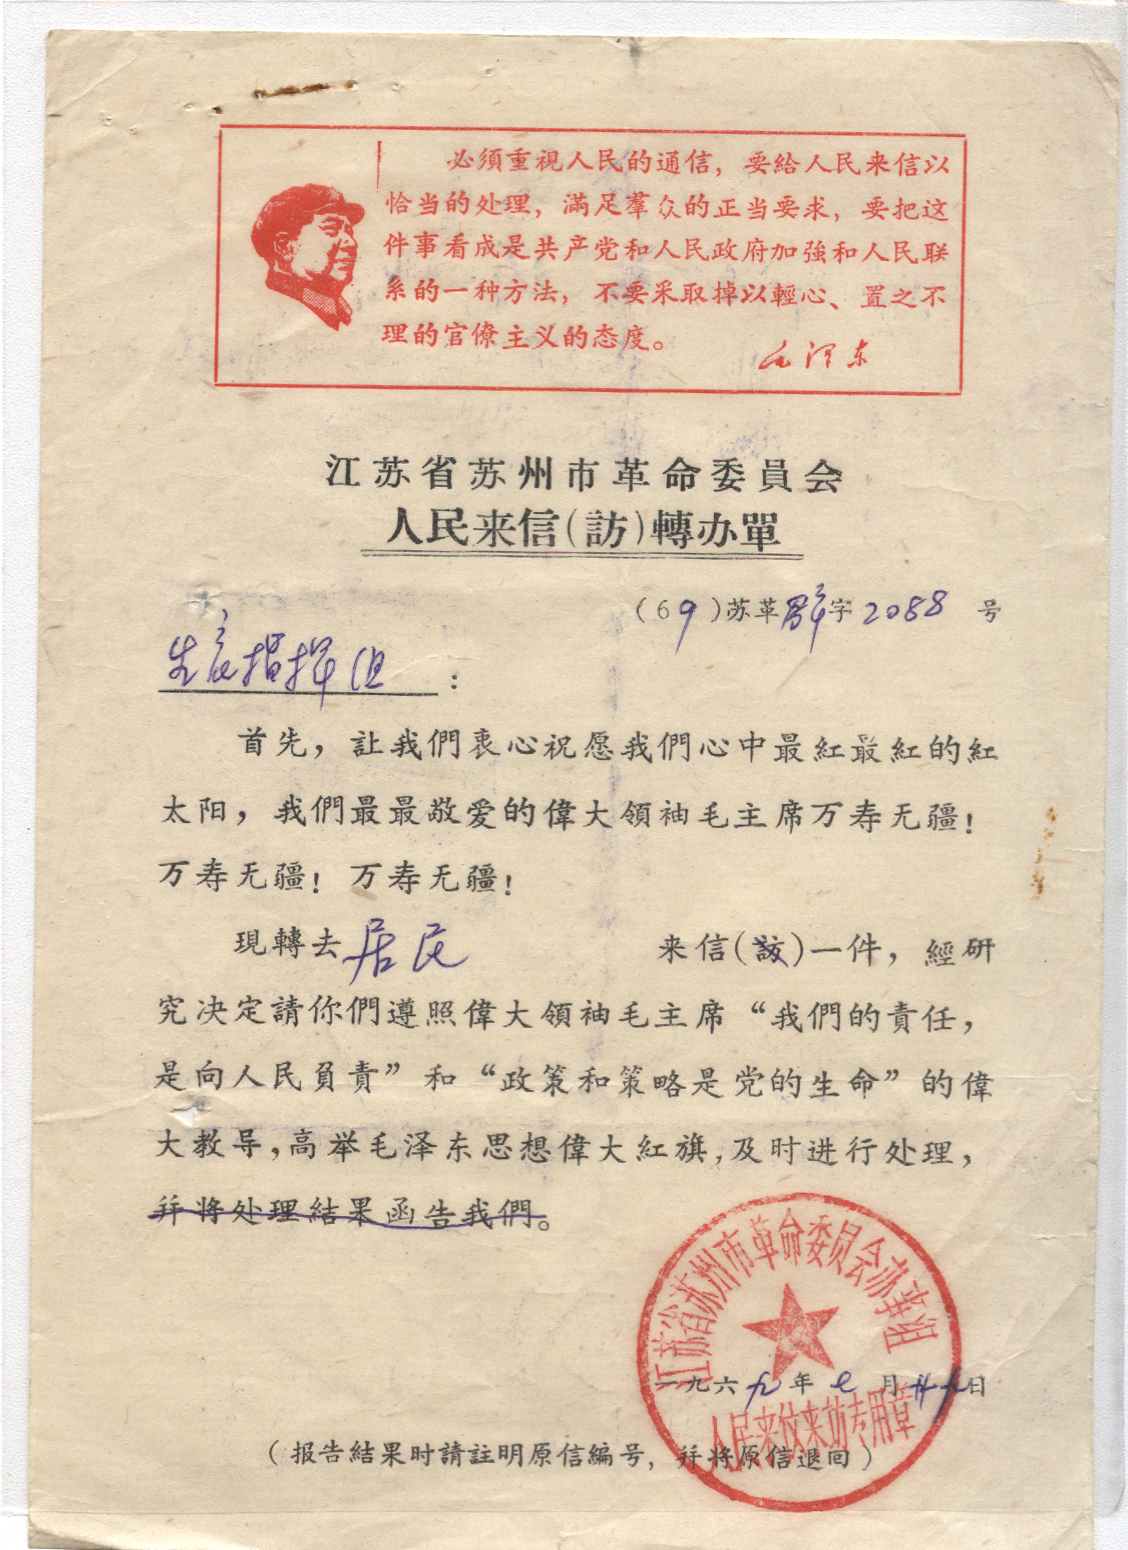 必須重視人民的通信，要給人民来信以
恰当的处理，滿足羣众的正当要求，要把这
件事看成是共产党和人民政府加強和人民联
系的一种方法，不要采取掉以輕心、置之不
理的官僚主义的态度。
毛泽东
江苏省苏州市革命委員会
人民来信(訪)轉办單
(69)苏革 字2088 号
生产指挥组：
首先，让我們衷心祝愿我們心中最紅最紅的紅
太阳，我們最最敬爱的偉大領袖毛主席万寿无疆！
万寿无疆！万寿无疆！
現轉去居民 来信(訪)一件，經研
究决定請你們遵照偉大領袖毛主席“我們的責任，
是向人民負責”和“政策和策略是党的生命”的偉
大教导，高举毛泽东思想偉大紅旗，及时进行处理，
并将处理結果函告我們。
江苏省苏州市革命委员会办事组
一九六九年七月 日
人民来信来访专用章
(报告結果时請註明原信編号，并将原信退回)